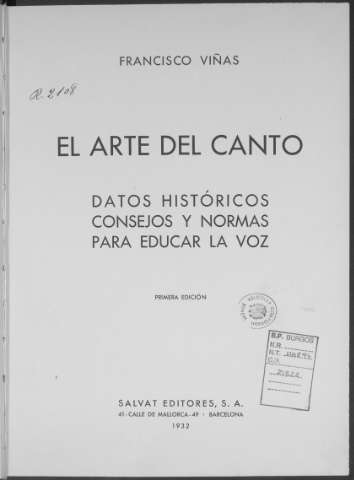 FRANCISCO VIÑAS
R. 2108
EL ARTE DEL CANTO
DATOS HISTÓRICOS
CONSEJOS Y NORMAS
PARA EDUCAR LA VOZ
PRIMERA EDICIÓN
B.P. BURGOS
N.R.
N.T.
SALVAT EDITORES, S. A.
41-CALLE DE MALLORCA-49 - BARCELONA
1932